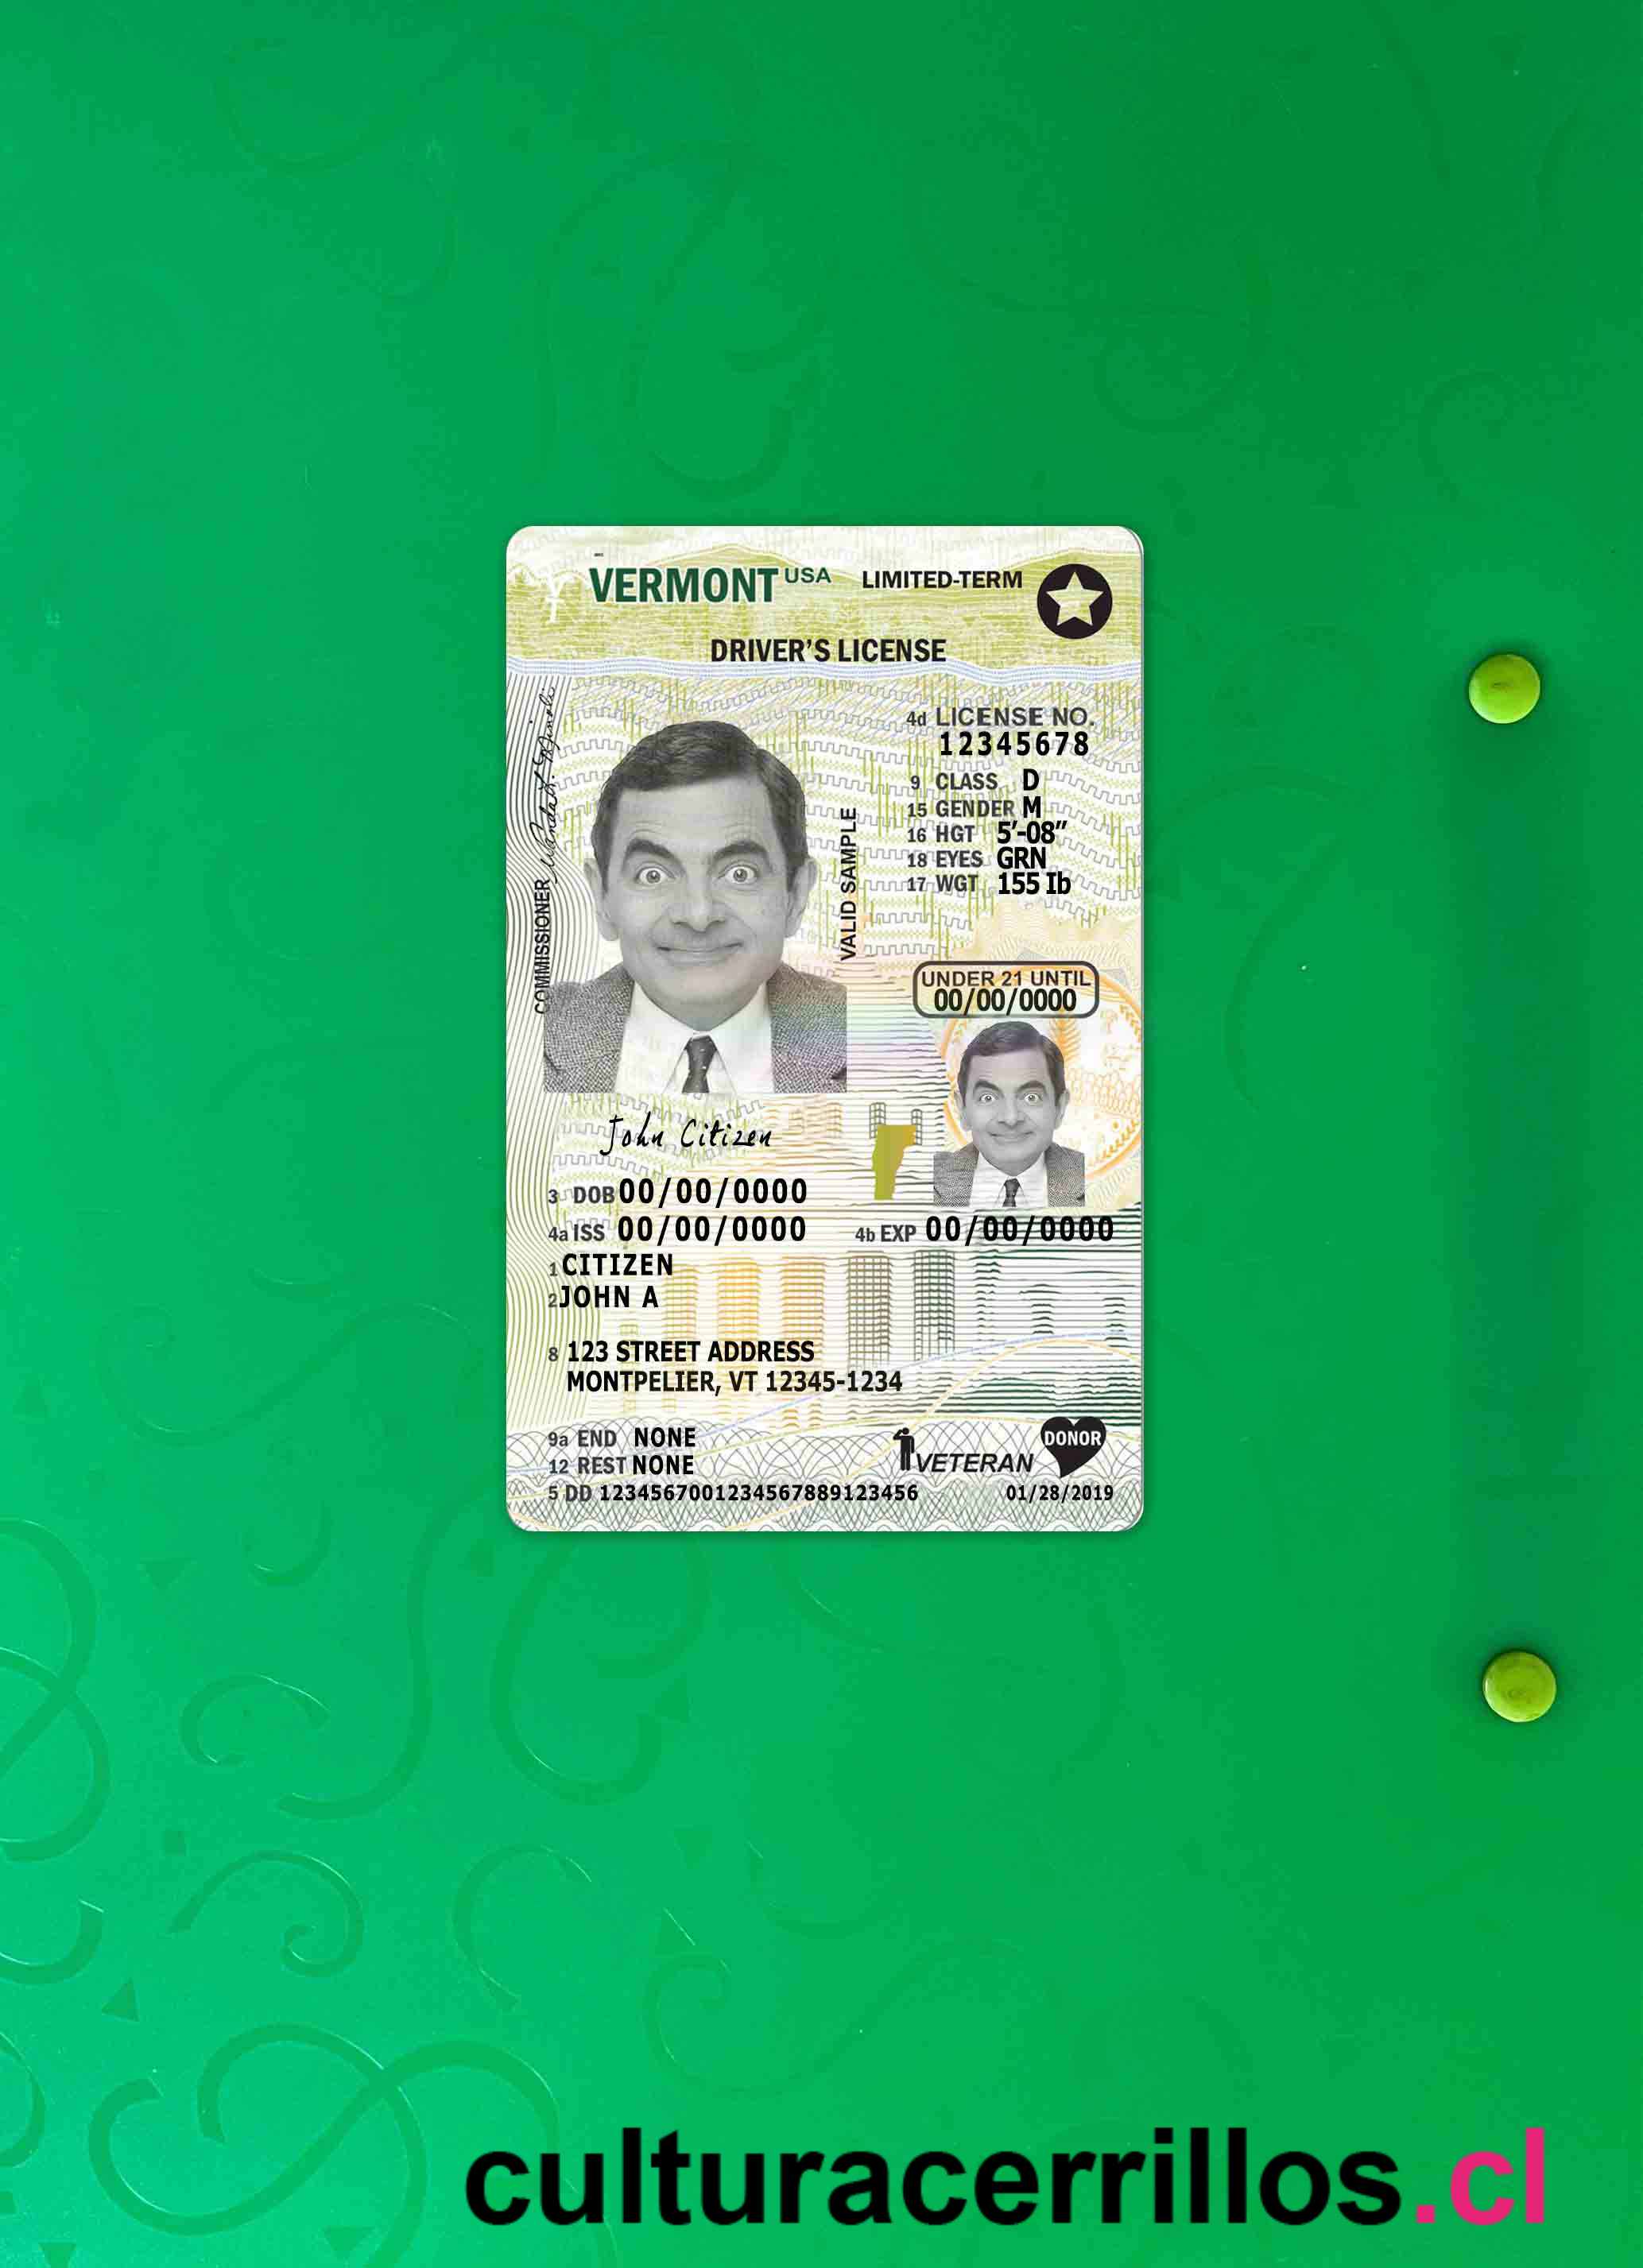 VERMONT USA LIMITED-TERM
DRIVER'S LICENSE
COMMISSIONER
VALID SAMPLE
4d LICENSE NO.
12345678
9 CLASS D
15 GENDER M
16 HGT 5'-08"
18 EYES GRN
17 WGT 155 Ib
UNDER 21 UNTIL
00/00/0000
John Citizen
3 DOB 00/00/0000
4a ISS 00/00/0000 4b EXP 00/00/0000
1 CITIZEN
2 JOHN A
8 123 STREET ADDRESS
MONTPELIER, VT 12345-1234
9a END NONE
12 REST NONE
VETERAN
DONOR
5 DD 1234567001234567889123456 01/28/2019
culturacerrillos.cl